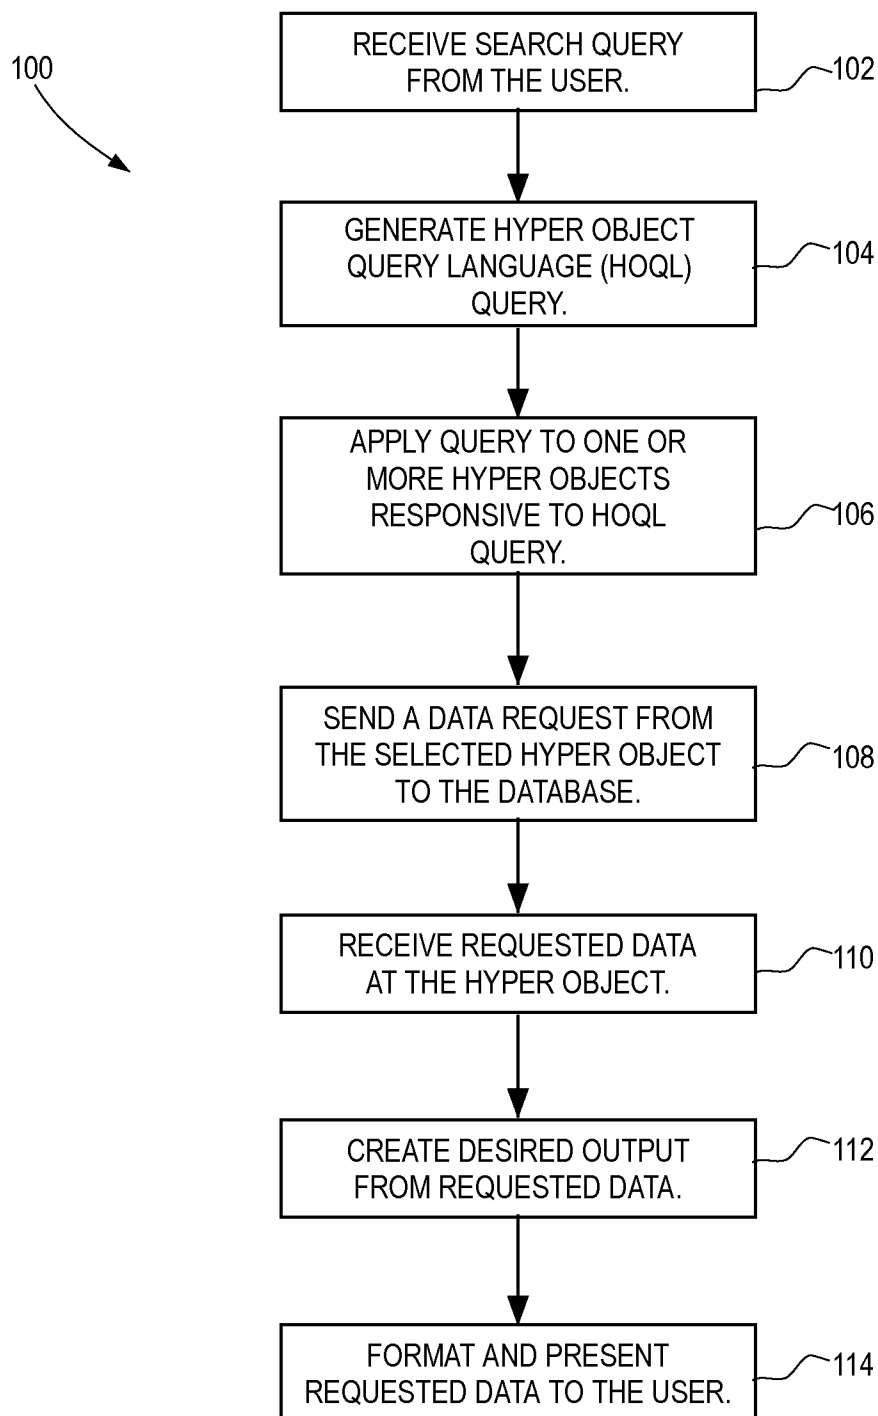 100
RECEIVE SEARCH QUERY
FROM THE USER.
102
GENERATE HYPER OBJECT
QUERY LANGUAGE (HOQL)
QUERY.
104
APPLY QUERY TO ONE OR
MORE HYPER OBJECTS
RESPONSIVE TO HOQL
QUERY.
106
SEND A DATA REQUEST FROM
THE SELECTED HYPER OBJECT
TO THE DATABASE.
108
RECEIVE REQUESTED DATA
AT THE HYPER OBJECT.
110
CREATE DESIRED OUTPUT
FROM REQUESTED DATA.
112
FORMAT AND PRESENT
REQUESTED DATA TO THE USER.
114